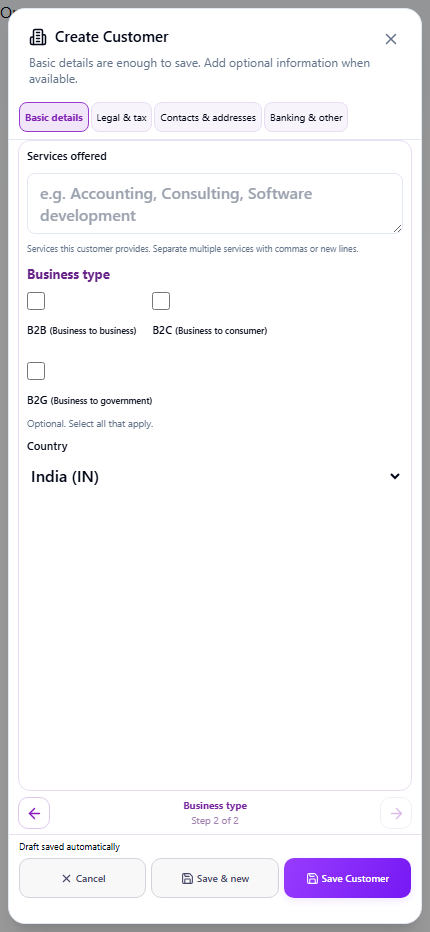 Create Customer
Basic details are enough to save. Add optional information when
available.
Basic details
Legal & tax
Contacts & addresses
Banking & other
Services offered
e.g. Accounting, Consulting, Software
development
Services this customer provides. Separate multiple services with commas or new lines.
Business type
B2B (Business to business)
B2C (Business to consumer)
B2G (Business to government)
Optional. Select all that apply.
Country
India (IN)
Business type
Step 2 of 2
Draft saved automatically
Cancel
Save & new
Save Customer